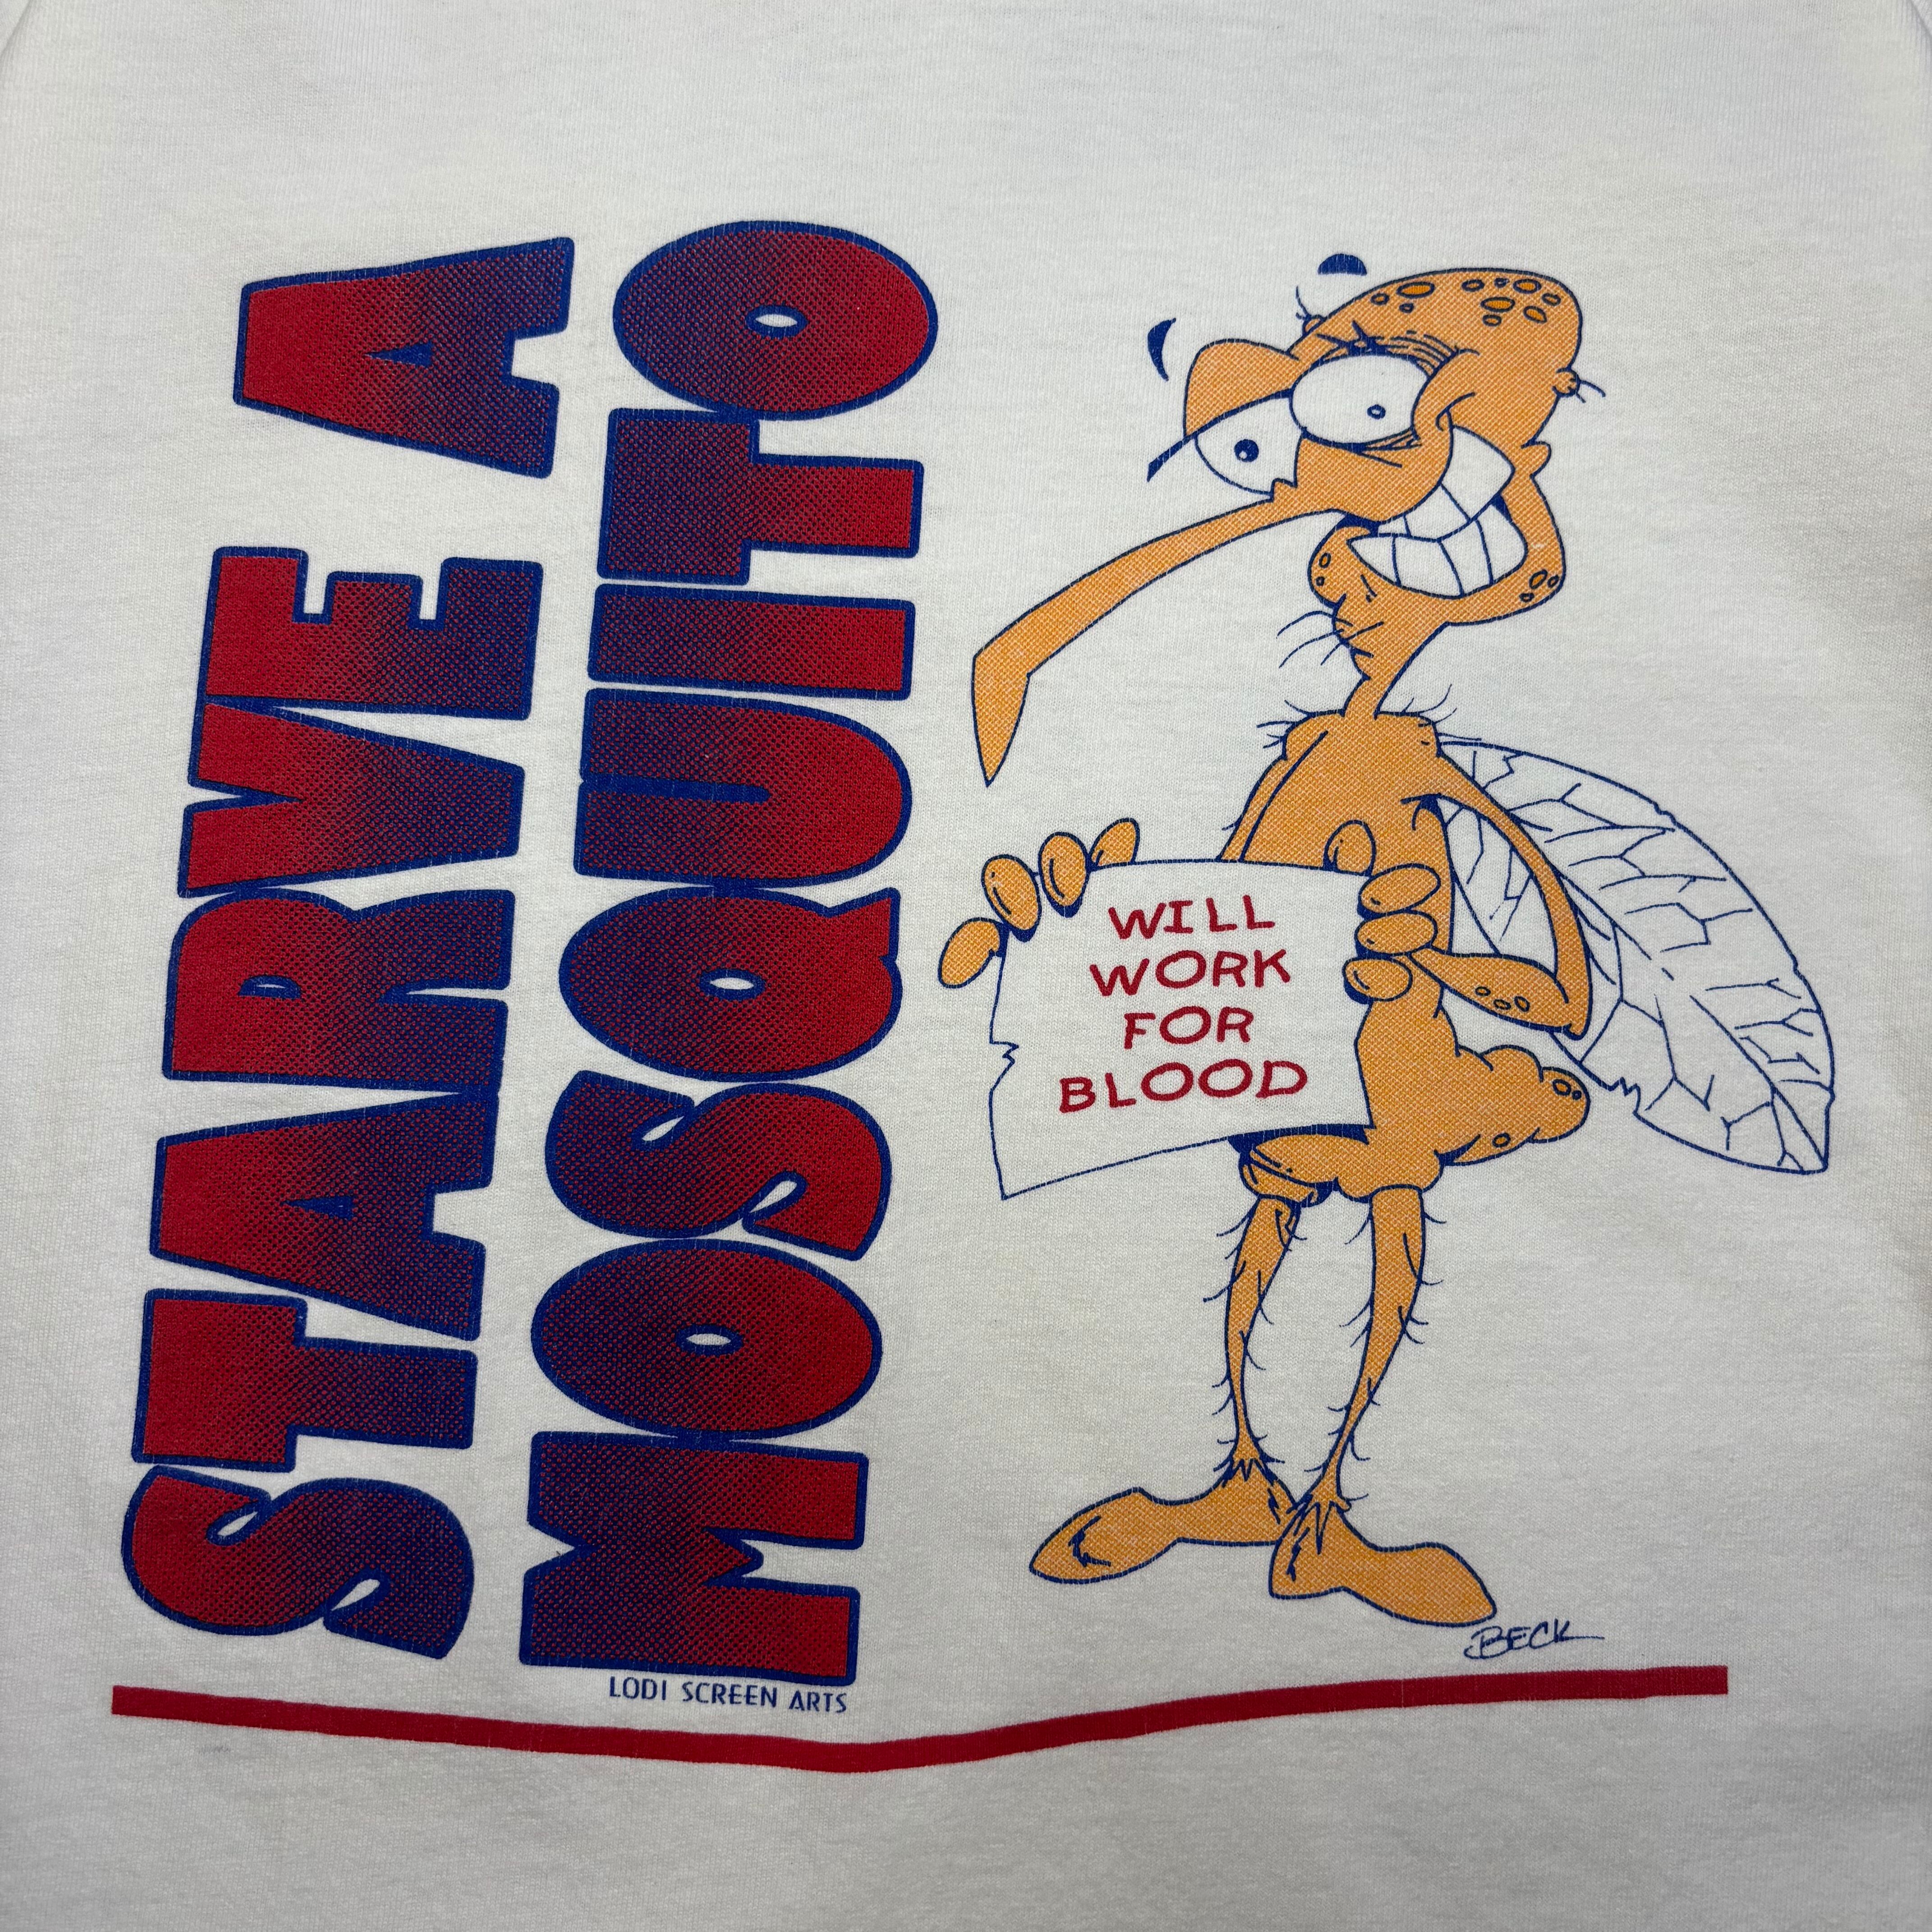 STARVE A
MOSQUITO
WILL
WORK
FOR
BLOOD
BECK
LODI SCREEN ARTS